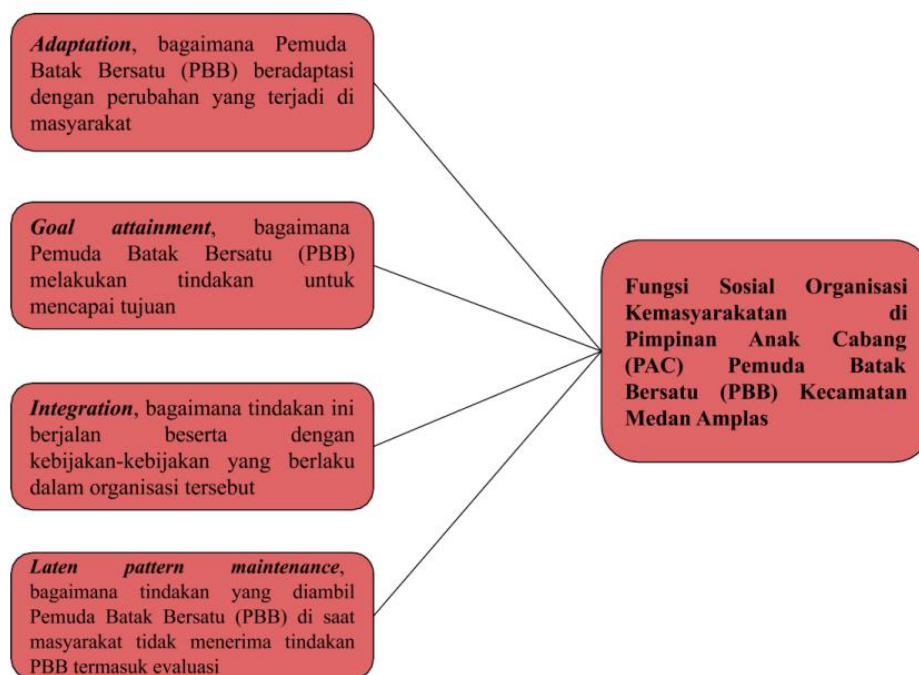 Adaptation, bagaimana Pemuda
Batak Bersatu (PBB) beradaptasi
dengan perubahan yang terjadi di
masyarakat
Goal attainment, bagaimana
Pemuda Batak Bersatu (PBB)
melakukan tindakan untuk
mencapai tujuan
Integration, bagaimana tindakan ini
berjalan beserta dengan
kebijakan-kebijakan yang berlaku
dalam organisasi tersebut
Laten pattern maintenance,
bagaimana tindakan yang diambil
Pemuda Batak Bersatu (PBB) di saat
masyarakat tidak menerima tindakan
PBB termasuk evaluasi
Fungsi Sosial Organisasi
Kemasyarakatan di
Pimpinan Anak Cabang
(PAC) Pemuda Batak
Bersatu (PBB) Kecamatan
Medan Amplas